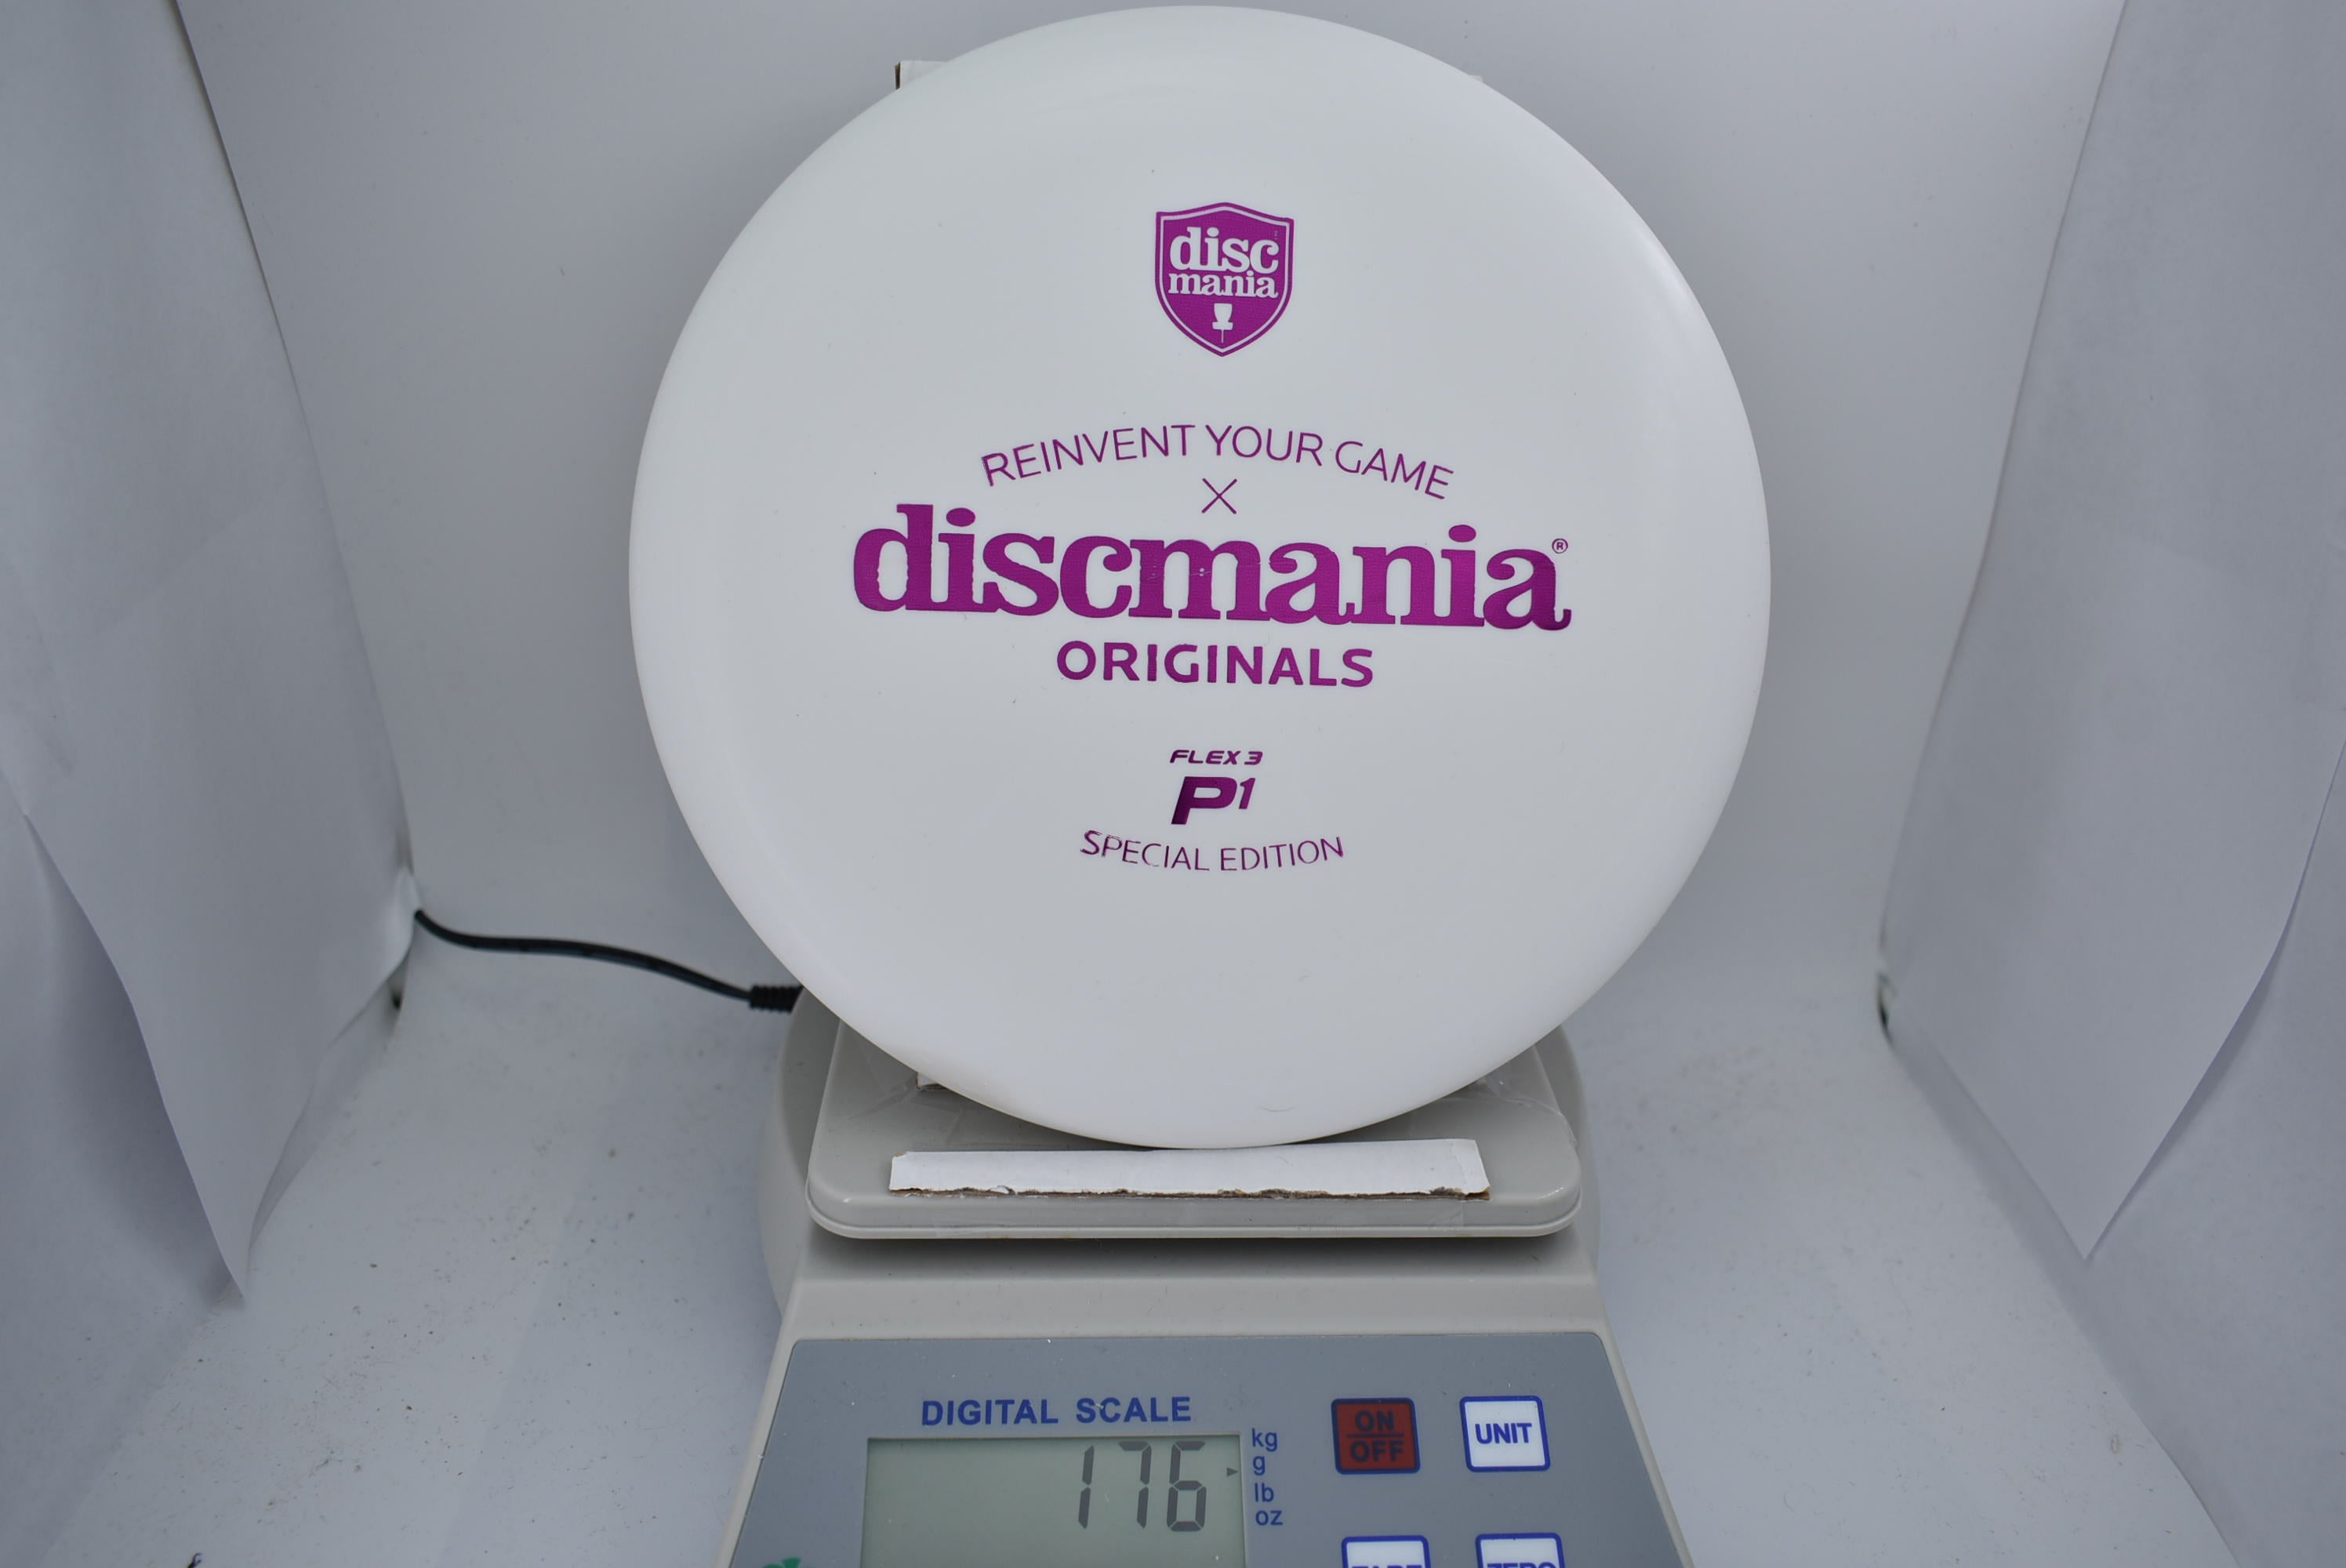 disc
mania
REINVENT YOUR GAME
X
discmania®
ORIGINALS
FLEX 3
P1
SPECIAL EDITION
DIGITAL SCALE
176
kg
g
lb
oz
ON
OFF
UNIT
ZERO